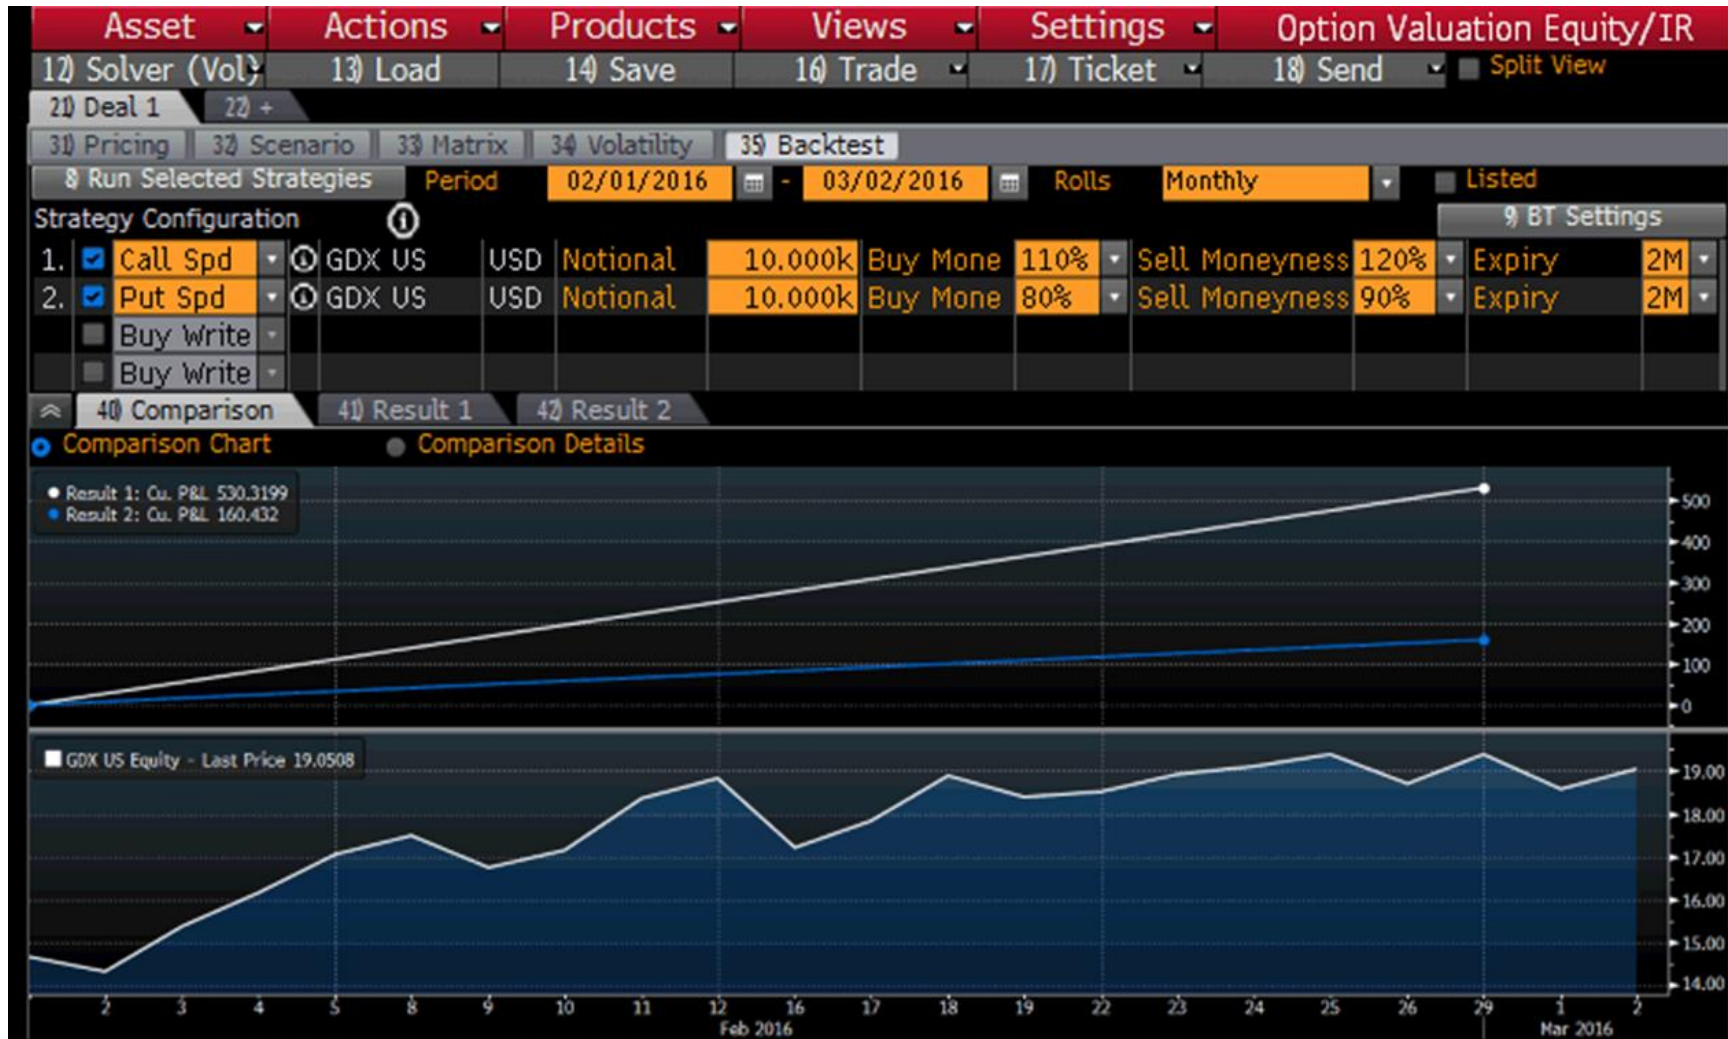 Asset Actions Products Views Settings Option Valuation Equity/IR
12) Solver (Vol) 13) Load 14) Save 16) Trade 17) Ticket 18) Send Split View
21) Deal 1 22) +
31) Pricing 32) Scenario 33) Matrix 34) Volatility 35) Backtest
8) Run Selected Strategies Period 02/01/2016 - 03/02/2016 Rolls Monthly Listed
Strategy Configuration 9) BT Settings
1. Call Spd GDX US USD Notional 10.000k Buy Mone 110% Sell Moneyness 120% Expiry 2M
2. Put Spd GDX US USD Notional 10.000k Buy Mone 80% Sell Moneyness 90% Expiry 2M
Buy Write
Buy Write
40) Comparison 41) Result 1 42) Result 2
Comparison Chart Comparison Details
Result 1: Cu. P&L 530.3199
Result 2: Cu. P&L 160.432
500
400
300
200
100
0
GDX US Equity - Last Price 19.0508
19.00
18.00
17.00
16.00
15.00
14.00
2 3 4 5 8 9 10 11 12 16 17 18 19 22 23 24 25 26 29 1 2
Feb 2016 Mar 2016